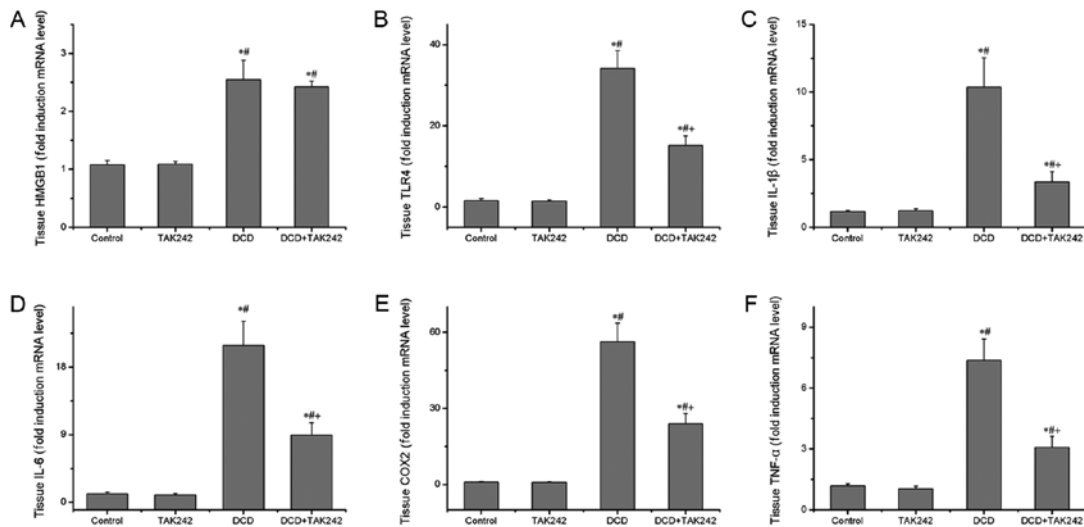 A
Tissue HMGB1 (fold induction mRNA level)
3
2
1
0
*#
*#
Control TAK242 DCD DCD+TAK242
B
Tissue TLR4 (fold induction mRNA level)
40
20
0
*#
*#+
Control TAK242 DCD DCD+TAK242
C
Tissue IL-1β (fold induction mRNA level)
15
10
5
0
*#
*#+
Control TAK242 DCD DCD+TAK242
D
Tissue IL-6 (fold induction mRNA level)
18
9
0
*#
*#+
Control TAK242 DCD DCD+TAK242
E
Tissue COX2 (fold induction mRNA level)
60
30
0
*#
*#+
Control TAK242 DCD DCD+TAK242
F
Tissue TNF-α (fold induction mRNA level)
9
6
3
0
*#
*#+
Control TAK242 DCD DCD+TAK242